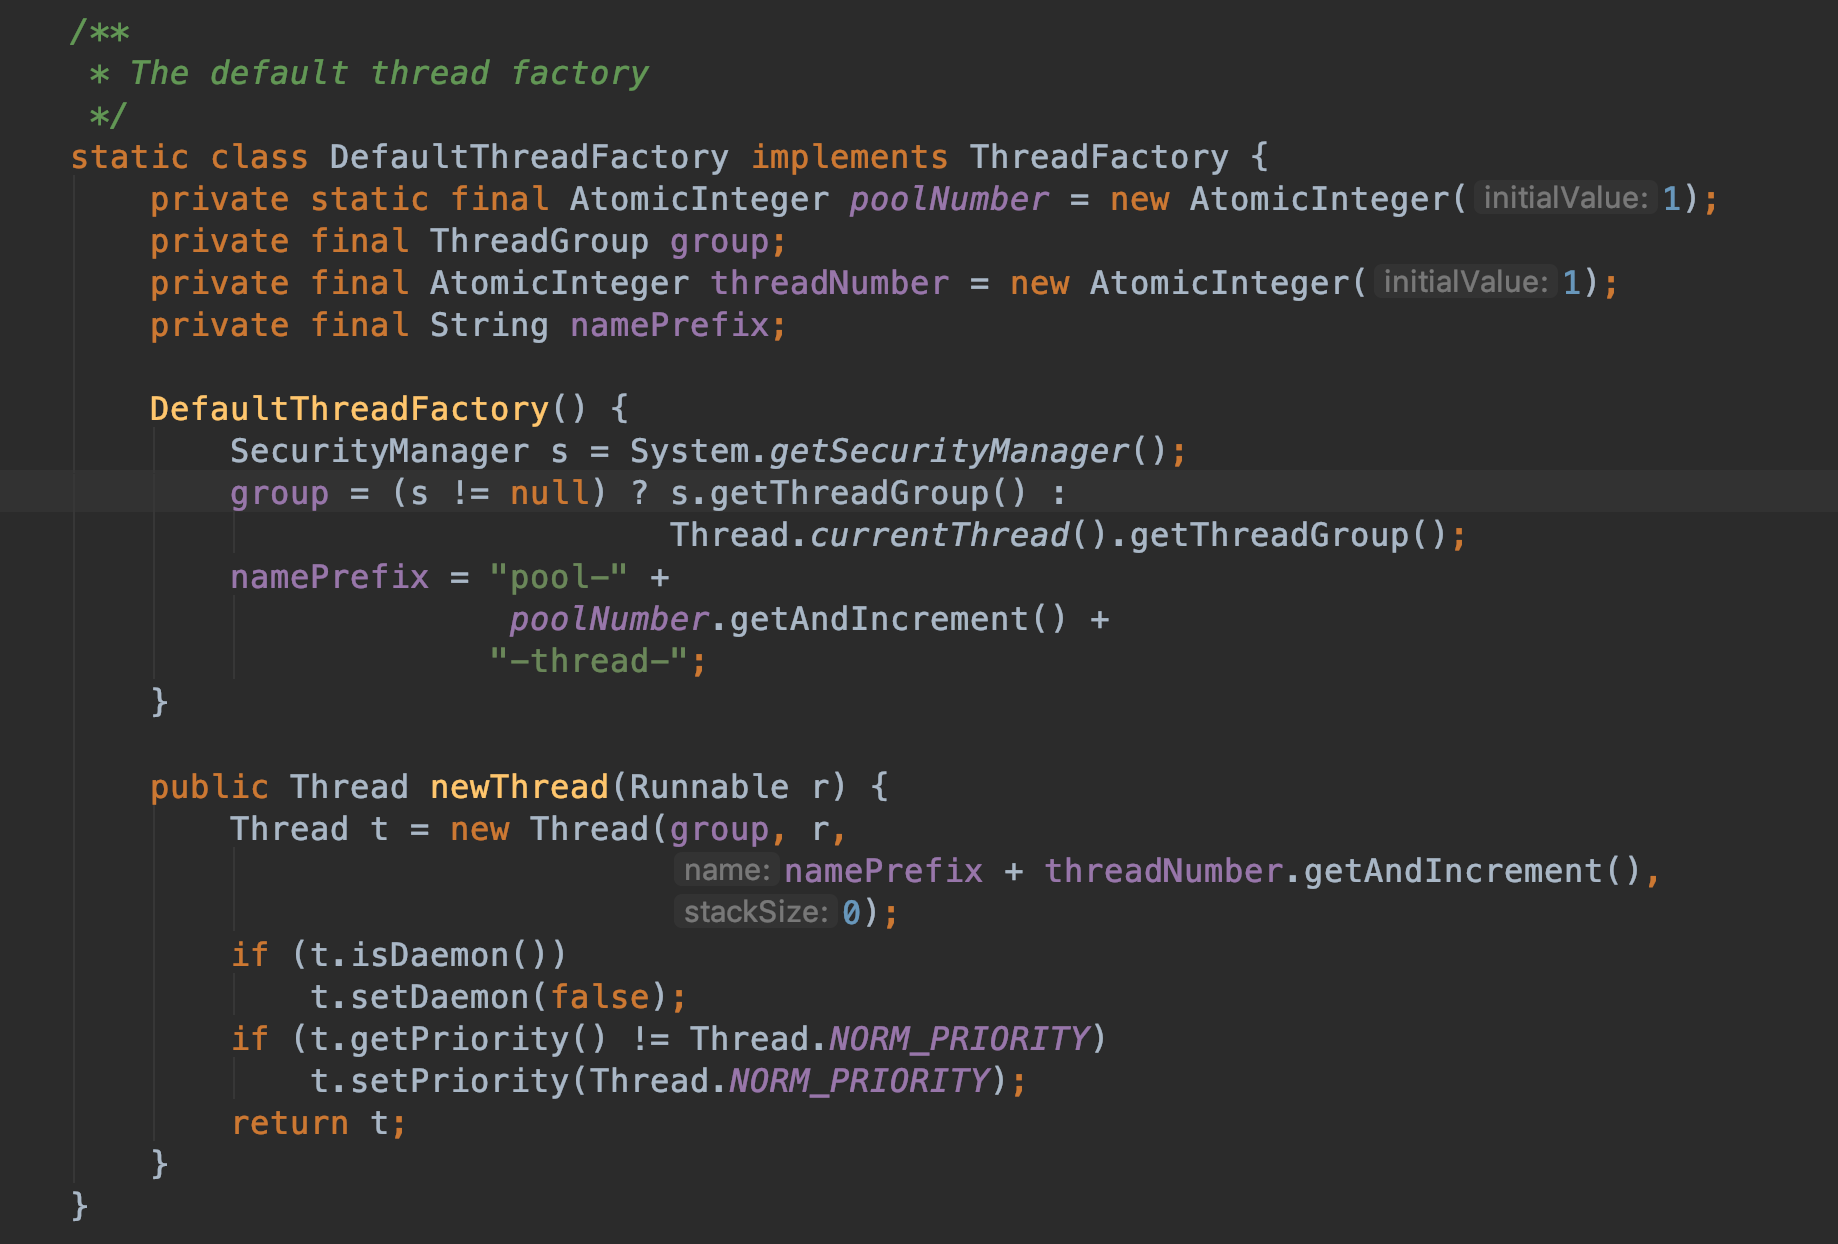 /**
 * The default thread factory
 */
static class DefaultThreadFactory implements ThreadFactory {
    private static final AtomicInteger poolNumber = new AtomicInteger( initialValue: 1);
    private final ThreadGroup group;
    private final AtomicInteger threadNumber = new AtomicInteger( initialValue: 1);
    private final String namePrefix;

    DefaultThreadFactory() {
        SecurityManager s = System.getSecurityManager();
        group = (s != null) ? s.getThreadGroup() :
                              Thread.currentThread().getThreadGroup();
        namePrefix = "pool-" +
                      poolNumber.getAndIncrement() +
                     "-thread-";
    }

    public Thread newThread(Runnable r) {
        Thread t = new Thread(group, r,
                              name: namePrefix + threadNumber.getAndIncrement(),
                              stackSize: 0);
        if (t.isDaemon())
            t.setDaemon(false);
        if (t.getPriority() != Thread.NORM_PRIORITY)
            t.setPriority(Thread.NORM_PRIORITY);
        return t;
    }
}